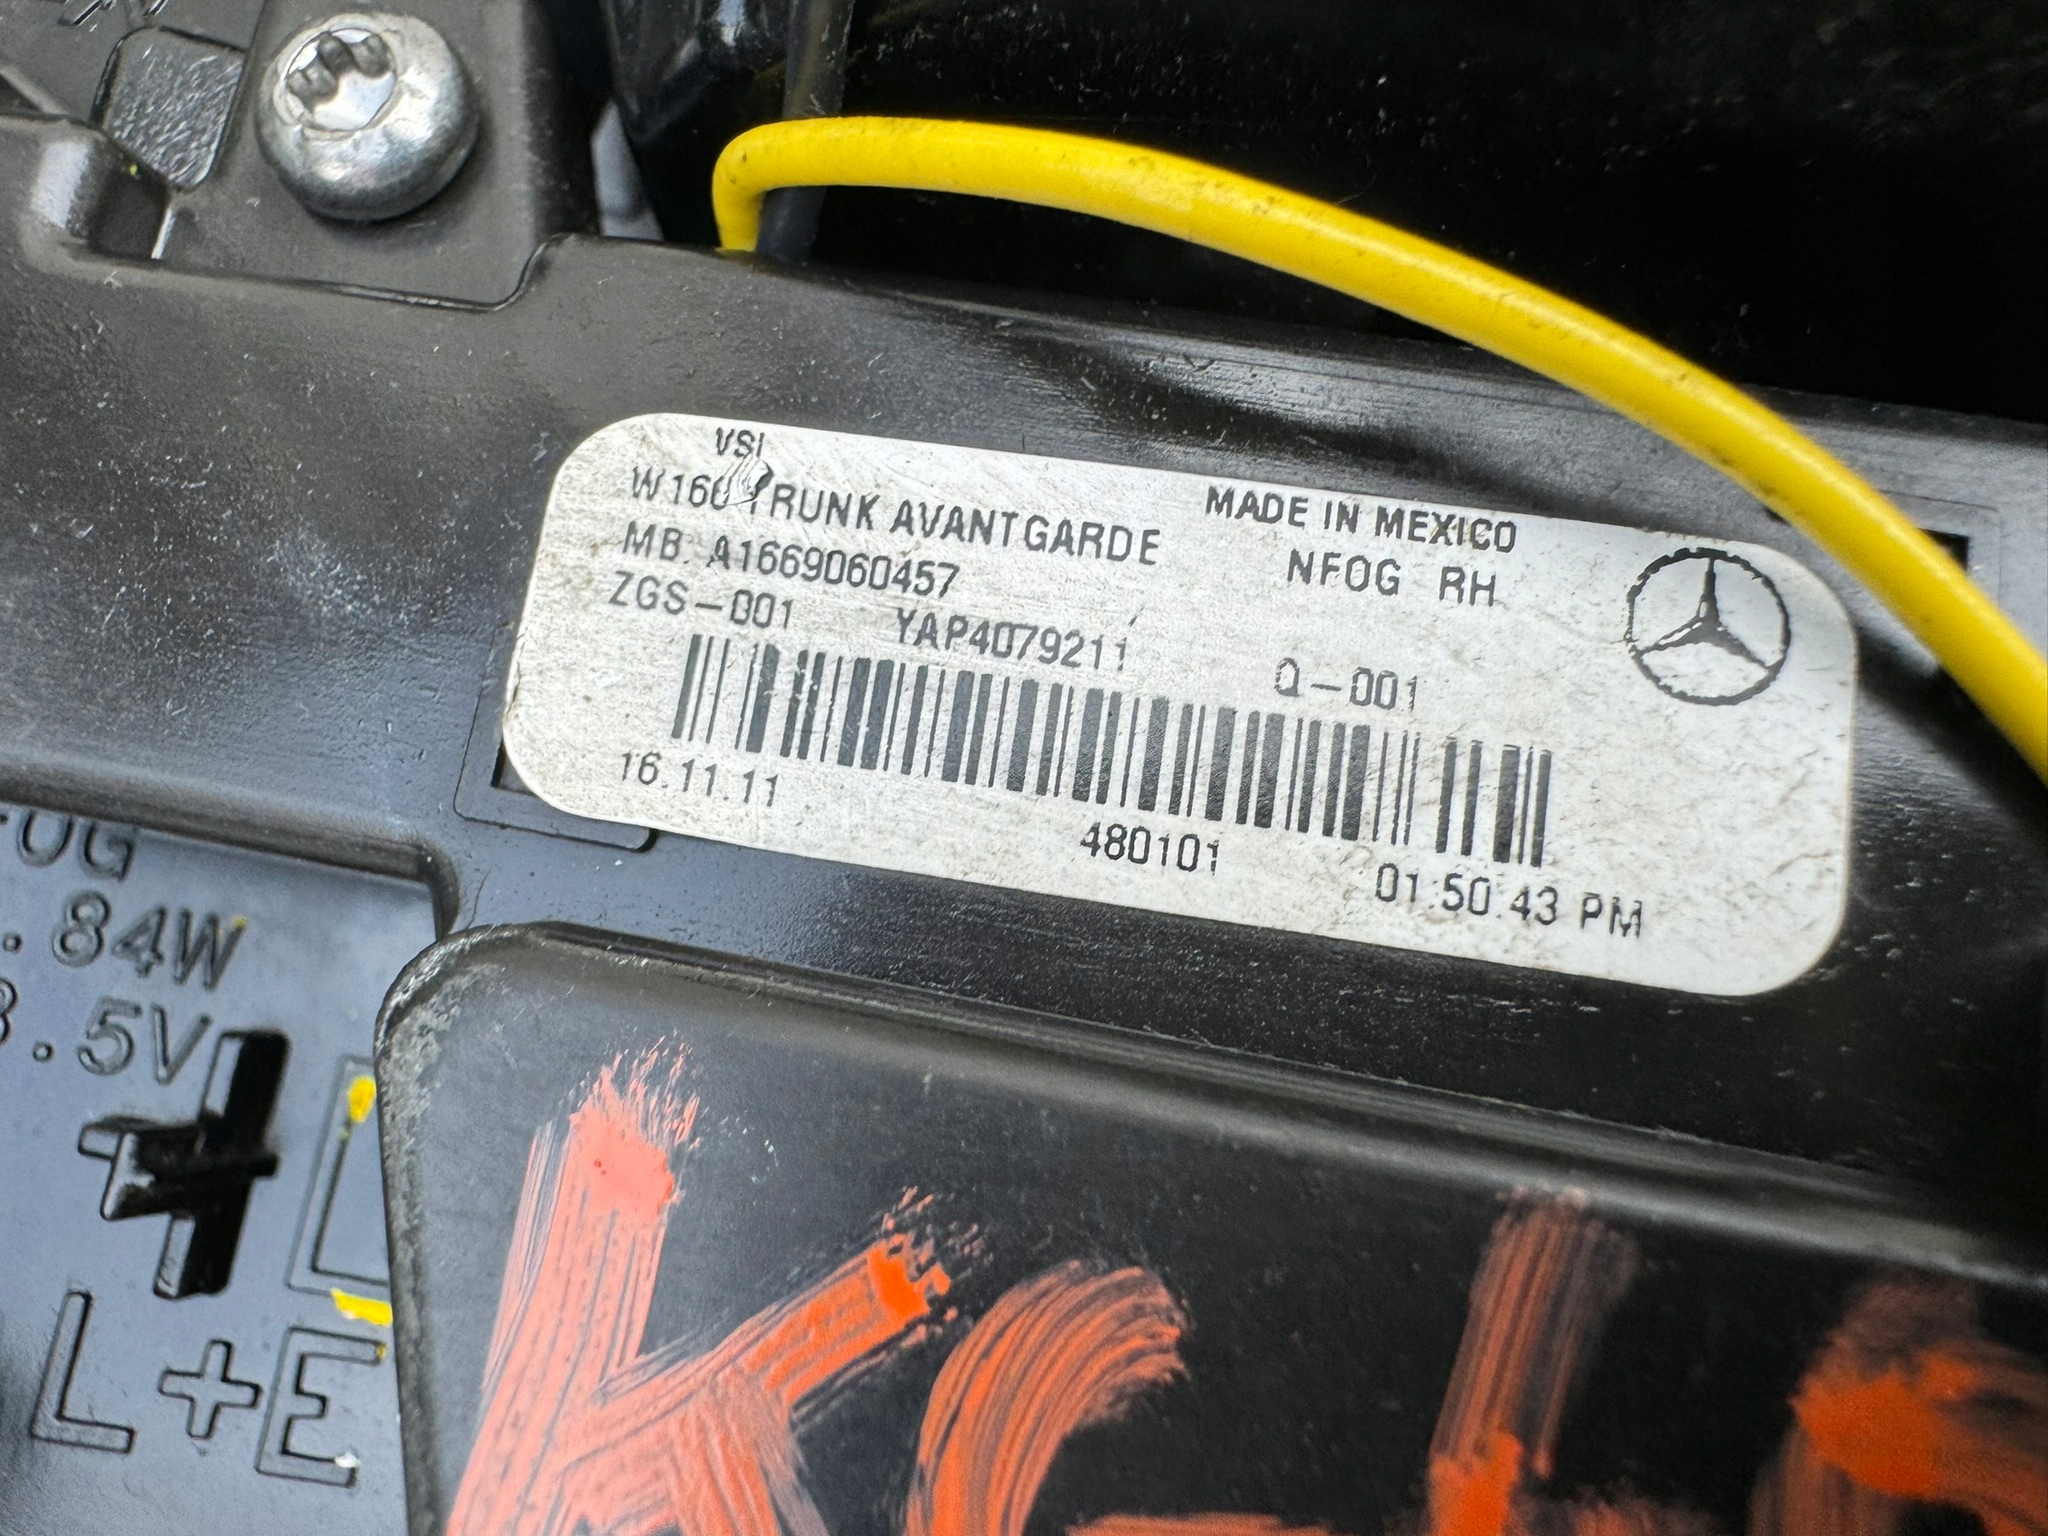 VSI
W166 TRUNK AVANTGARDE
MADE IN MEXICO
MB A1669060457
NFOG RH
ZGS-001 YAP4079211
Q-001
16.11.11
480101
01:50:43 PM
.84W
.5V
L+E